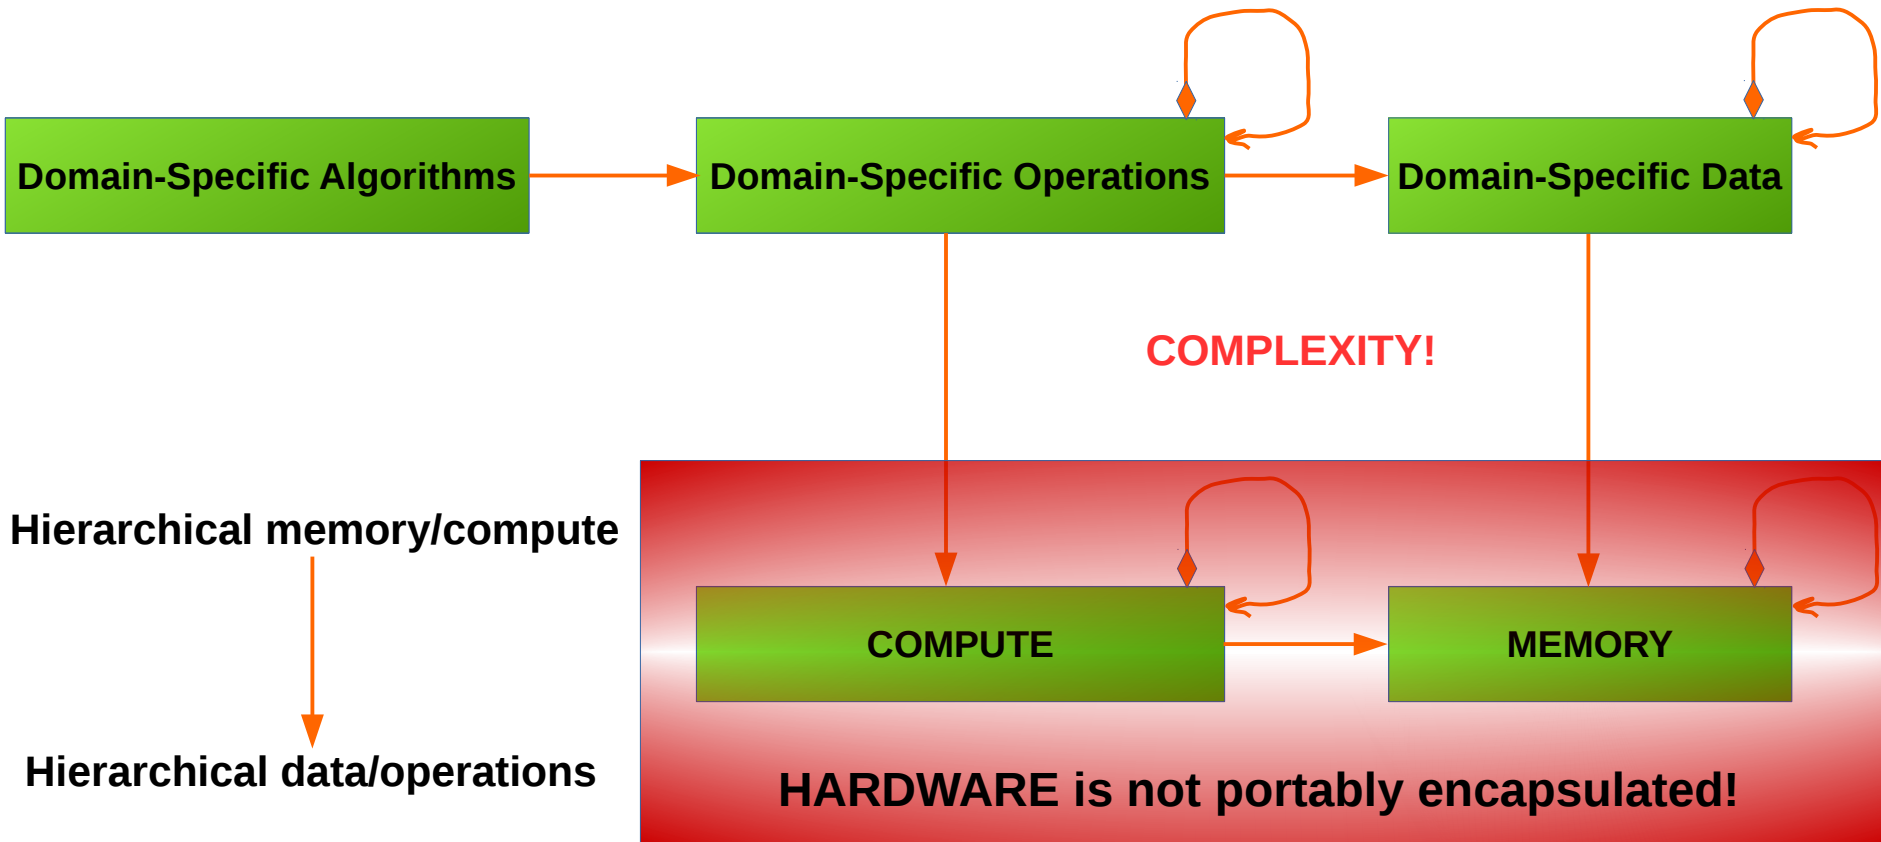 Domain-Specific Algorithms
Domain-Specific Operations
Domain-Specific Data
COMPLEXITY!
Hierarchical memory/compute
COMPUTE
MEMORY
Hierarchical data/operations
HARDWARE is not portably encapsulated!